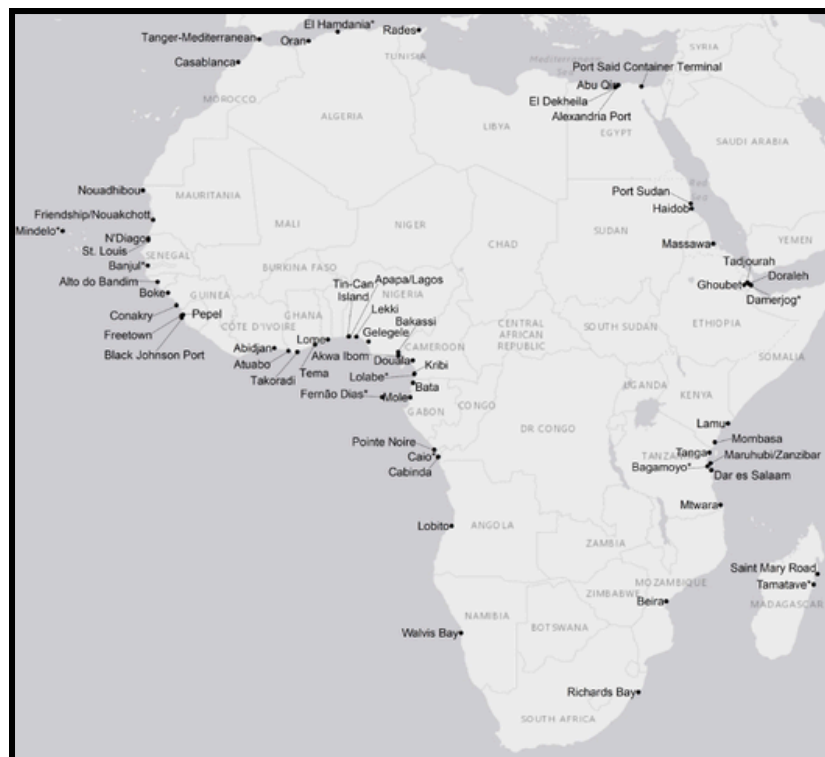 El Hamdania*
Rades
Tanger-Mediterranean
Oran
Casablanca
TUNISIA
Mediterranean
Sea
SYRIA
Port Said Container Terminal
Abu Qir
El Dekheila
Alexandria Port
MOROCCO
ALGERIA
LIBYA
EGYPT
SAUDI ARABIA
Nouadhibou
MAURITANIA
Port Sudan
Red
Sea
Haidob
Friendship/Nouakchott
Mindelo*
MALI
NIGER
SUDAN
N'Diago
St. Louis
SENEGAL
CHAD
Massawa
YEMEN
Banjul*
BURKINA FASO
Tadjourah
Alto do Bandim
Apapa/Lagos
Doraleh
Tin-Can
Island
Ghoubet
Boke
GUINEA
NIGERIA
Damerjog*
Conakry
Pepel
GHANA
Lekki
Bakassi
Freetown
CÔTE D'IVOIRE
Gelegele
CENTRAL
AFRICAN
REPUBLIC
SOUTH SUDAN
ETHIOPIA
Black Johnson Port
Abidjan
Lome
Akwa Ibom
Douala
CAMEROON
SOMALIA
Atuabo
Kribi
Takoradi
Tema
Lolabe*
Bata
UGANDA
KENYA
Fernão Dias*
Mole
GABON
CONGO
DR CONGO
Lamu
Pointe Noire
Mombasa
Caio*
Tanga
TANZANIA
Maruhubi/Zanzibar
Cabinda
Bagamoyo*
Dar es Salaam
Mtwara
Lobito
ANGOLA
ZAMBIA
Saint Mary Road
MOZAMBIQUE
Tamatave*
ZIMBABWE
Beira
MADAGASCAR
NAMIBIA
BOTSWANA
Walvis Bay
Richards Bay
SOUTH AFRICA